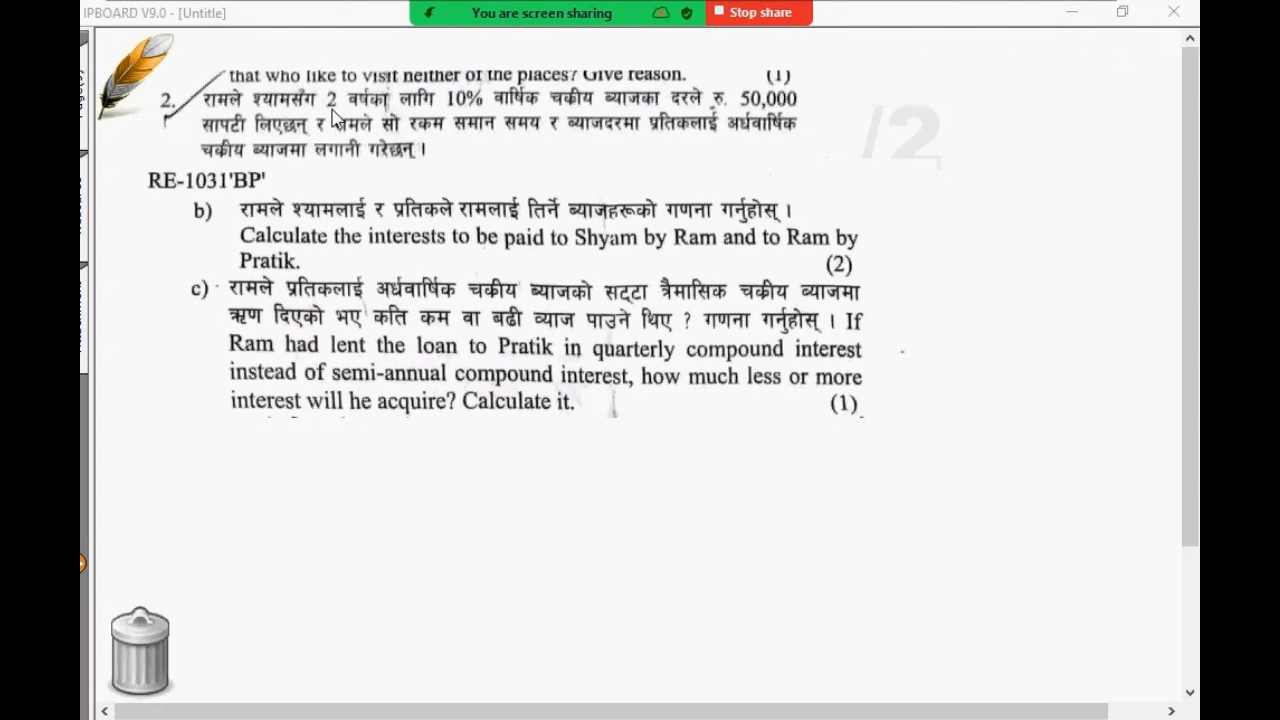 IPBOARD V9.0 - [Untitle]
You are screen sharing
Stop share
that who like to visit neither of the places? Give reason. (1)
2. रामले श्यामसँग 2 वर्षका लागि 10% वार्षिक चक्रीय ब्याजका दरले रु. 50,000
सापटी लिएछन् र सो रकम समान समय र ब्याजदरमा प्रतिकलाई अर्धवार्षिक
चक्रीय ब्याजमा लगानी गरेछन् ।
/2
RE-1031'BP'
b) रामले श्यामलाई र प्रतिकले रामलाई तिर्ने ब्याजहरूको गणना गर्नुहोस् ।
Calculate the interests to be paid to Shyam by Ram and to Ram by
Pratik. (2)
c) रामले प्रतिकलाई अर्धवार्षिक चक्रीय ब्याजको सट्टा त्रैमासिक चक्रीय ब्याजमा
ऋण दिएको भए कति कम वा बढी ब्याज पाउने थिए ? गणना गर्नुहोस् । If
Ram had lent the loan to Pratik in quarterly compound interest
instead of semi-annual compound interest, how much less or more
interest will he acquire? Calculate it. (1)